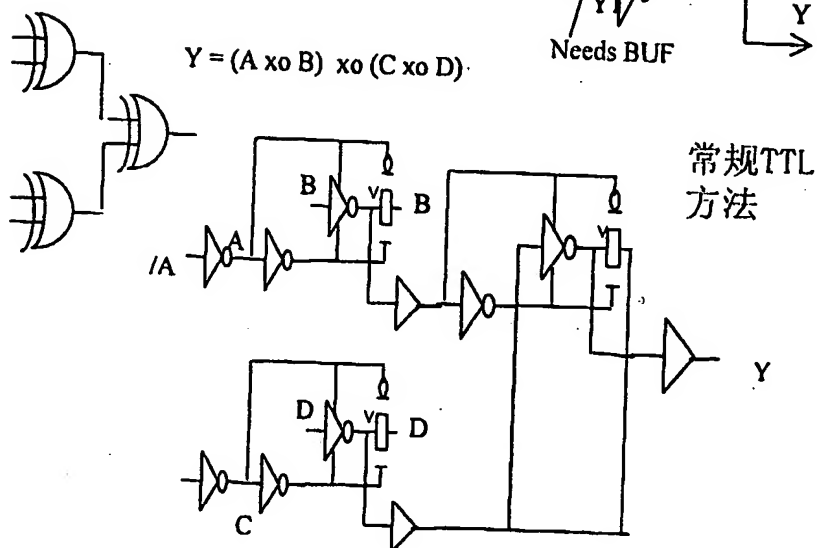 Y
Y
Needs BUF
Y = (A xo B) xo (C xo D)
常规TTL
方法
B
v
B
A
/A
v
D
v
D
Y
C